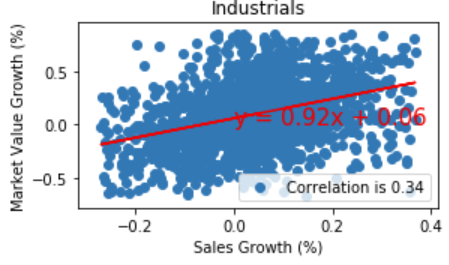 Industrials
Market Value Growth (%)
0.5
0.0
−0.5
y = 0.92x + 0.06
Correlation is 0.34
−0.2
0.0
0.2
0.4
Sales Growth (%)